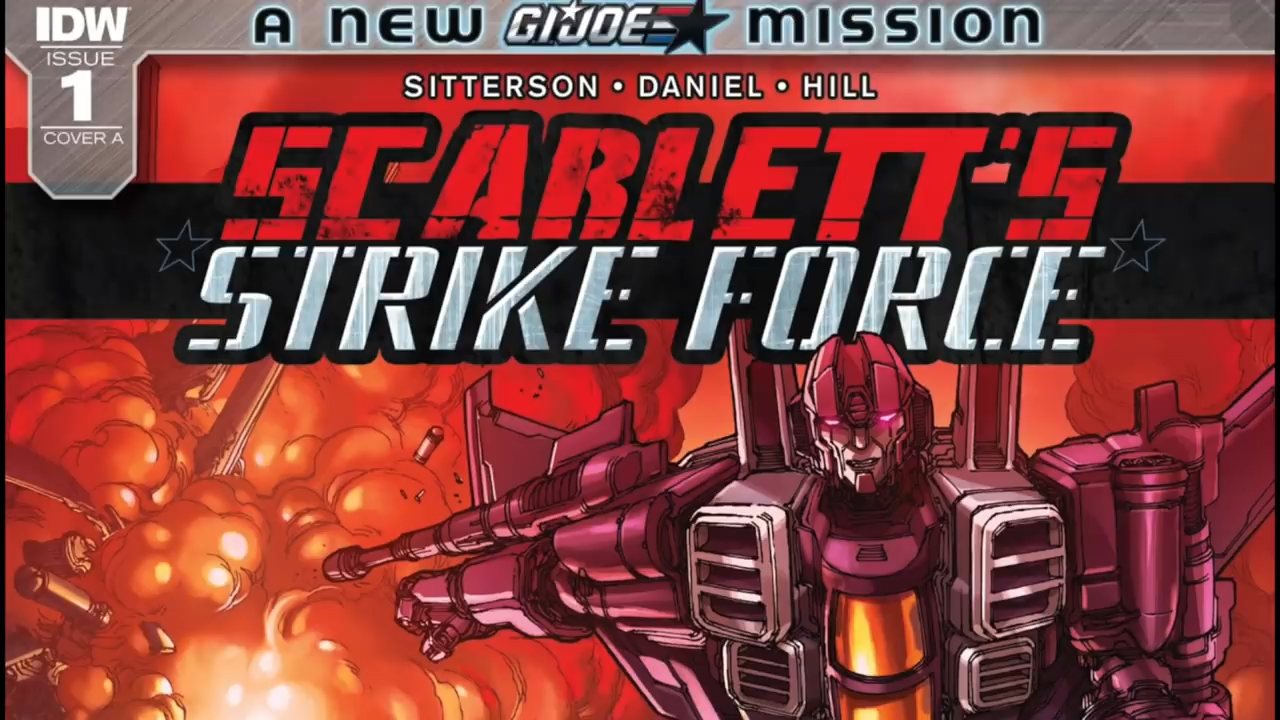 IDW
ISSUE
1
COVER A
A NEW G.I. JOE MISSION
SITTERSON • DANIEL • HILL
SCARLETT'S
STRIKE FORCE